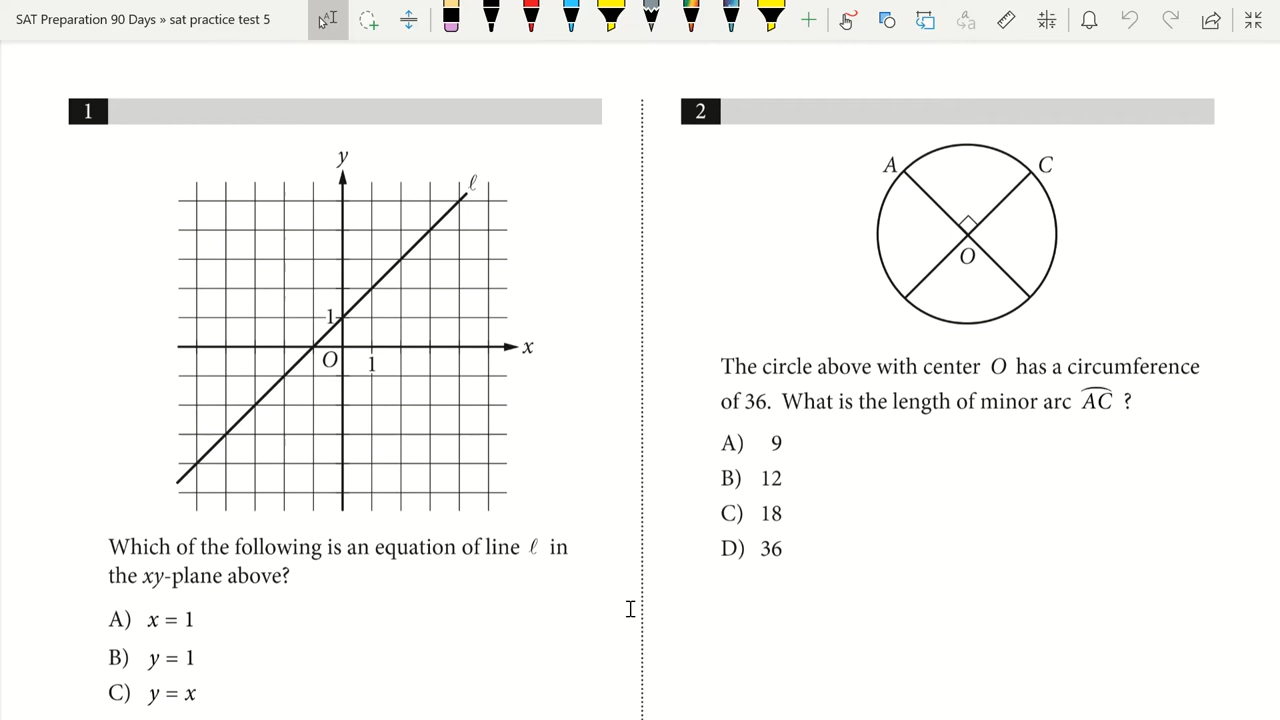 SAT Preparation 90 Days » sat practice test 5
1
y
ℓ
1
O
1
x
Which of the following is an equation of line ℓ in
the xy-plane above?
A) x = 1
B) y = 1
C) y = x
2
A
C
O
The circle above with center O has a circumference
of 36. What is the length of minor arc AC ?
A) 9
B) 12
C) 18
D) 36